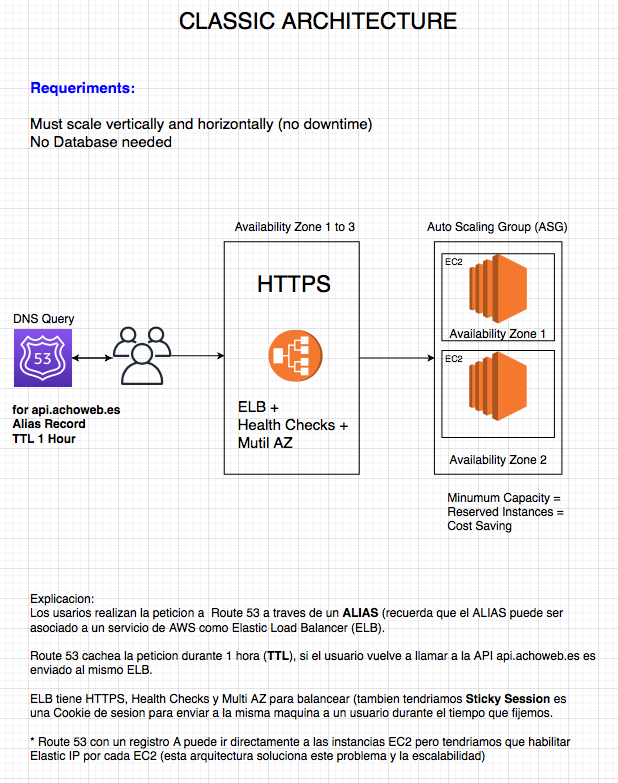 CLASSIC ARCHITECTURE
Requeriments:
Must scale vertically and horizontally (no downtime)
No Database needed
Availability Zone 1 to 3
Auto Scaling Group (ASG)
HTTPS
EC2
Availability Zone 1
DNS Query
53
EC2
for api.achoweb.es
Alias Record
TTL 1 Hour
ELB +
Health Checks +
Mutil AZ
Availability Zone 2
Minumum Capacity =
Reserved Instances =
Cost Saving
Explicacion:
Los usarios realizan la peticion a Route 53 a traves de un ALIAS (recuerda que el ALIAS puede ser
asociado a un servicio de AWS como Elastic Load Balancer (ELB).
Route 53 cachea la peticion durante 1 hora (TTL), si el usuario vuelve a llamar a la API api.achoweb.es es
enviado al mismo ELB.
ELB tiene HTTPS, Health Checks y Multi AZ para balancear (tambien tendriamos Sticky Session es
una Cookie de sesion para enviar a la misma maquina a un usuario durante el tiempo que fijemos.
* Route 53 con un registro A puede ir directamente a las instancias EC2 pero tendriamos que habilitar
Elastic IP por cada EC2 (esta arquitectura soluciona este problema y la escalabilidad)